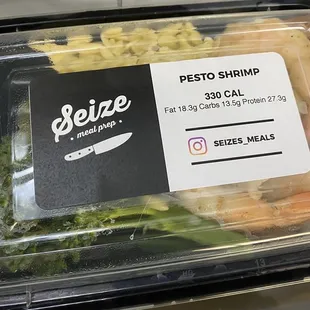 Seize
meal prep
PESTO SHRIMP
330 CAL
Fat 18.3g Carbs 13.5g Protein 27.3g
SEIZES_MEALS